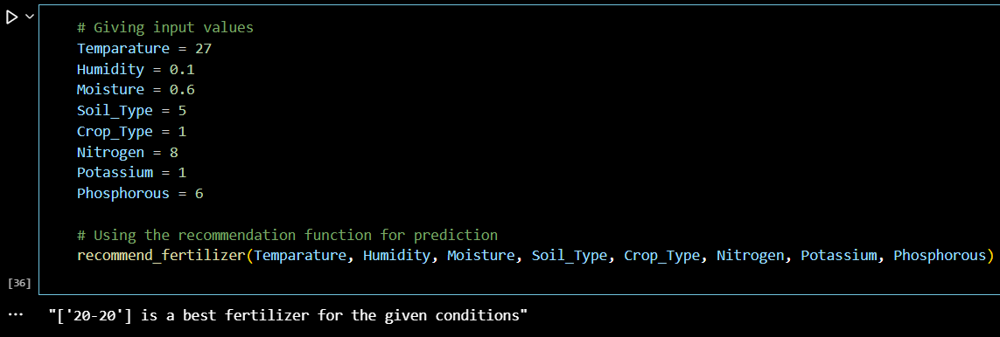 # Giving input values
Temparature = 27
Humidity = 0.1
Moisture = 0.6
Soil_Type = 5
Crop_Type = 1
Nitrogen = 8
Potassium = 1
Phosphorous = 6
# Using the recommendation function for prediction
recommend_fertilizer(Temparature, Humidity, Moisture, Soil_Type, Crop_Type, Nitrogen, Potassium, Phosphorous)
[36]
"['20-20'] is a best fertilizer for the given conditions"